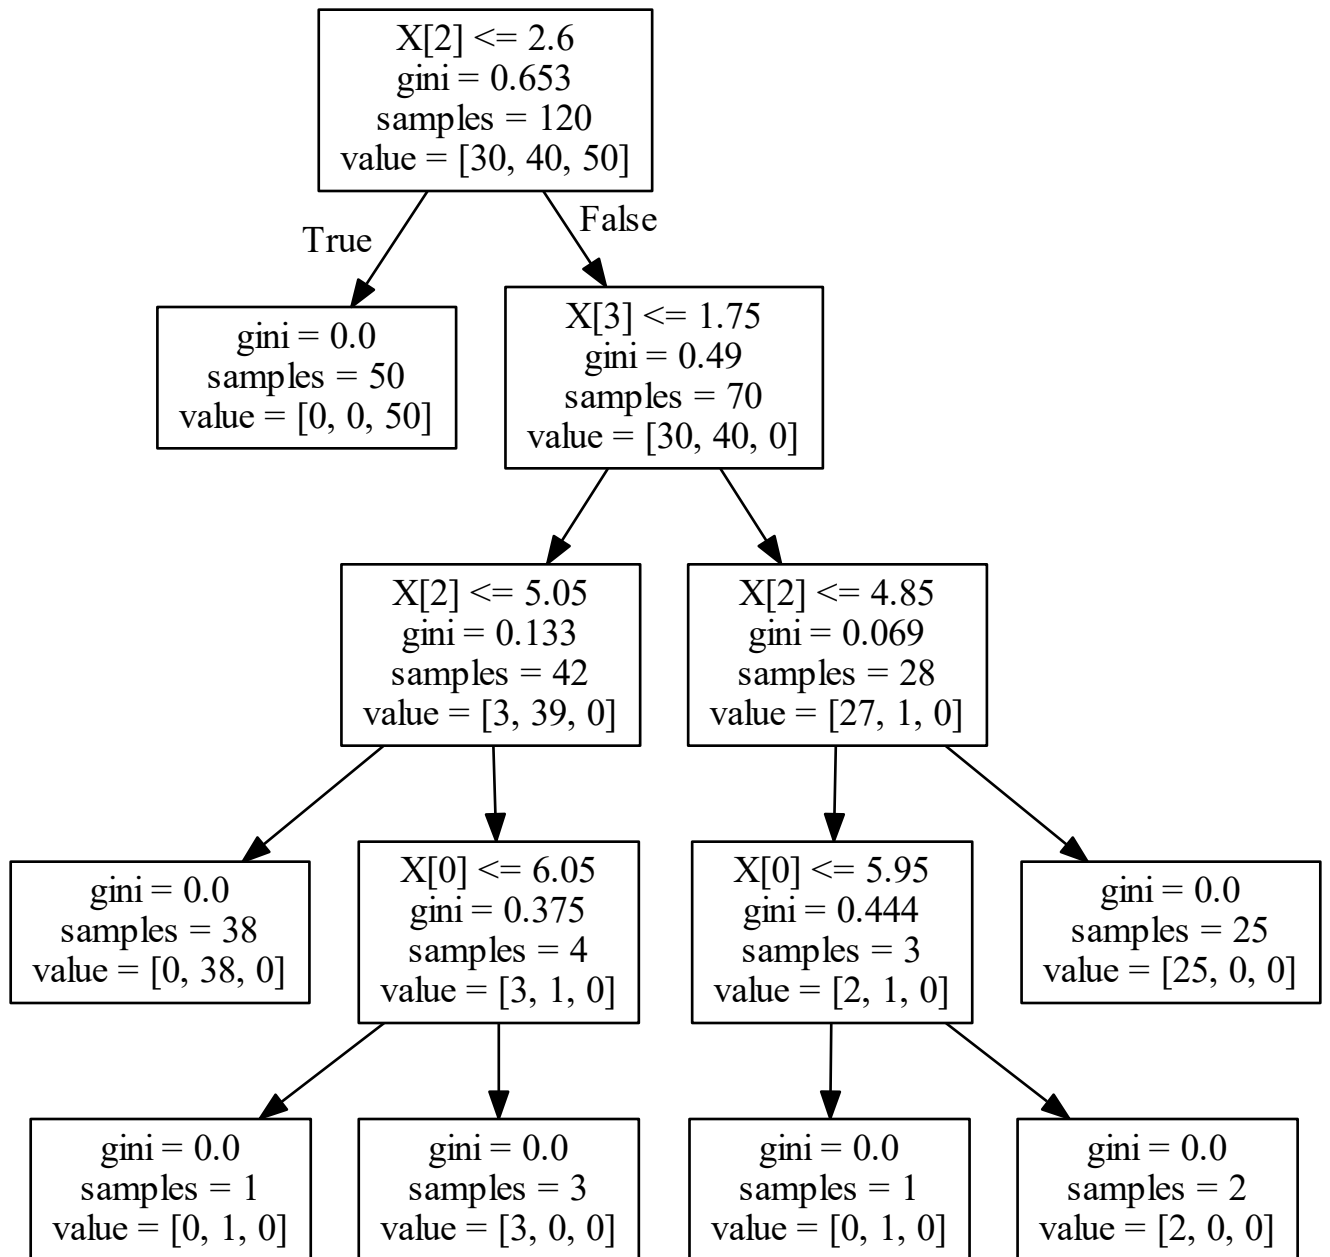 X[2] <= 2.6
gini = 0.653
samples = 120
value = [30, 40, 50]
True
False
gini = 0.0
samples = 50
value = [0, 0, 50]
X[3] <= 1.75
gini = 0.49
samples = 70
value = [30, 40, 0]
X[2] <= 5.05
gini = 0.133
samples = 42
value = [3, 39, 0]
X[2] <= 4.85
gini = 0.069
samples = 28
value = [27, 1, 0]
gini = 0.0
samples = 38
value = [0, 38, 0]
X[0] <= 6.05
gini = 0.375
samples = 4
value = [3, 1, 0]
X[0] <= 5.95
gini = 0.444
samples = 3
value = [2, 1, 0]
gini = 0.0
samples = 25
value = [25, 0, 0]
gini = 0.0
samples = 1
value = [0, 1, 0]
gini = 0.0
samples = 3
value = [3, 0, 0]
gini = 0.0
samples = 1
value = [0, 1, 0]
gini = 0.0
samples = 2
value = [2, 0, 0]